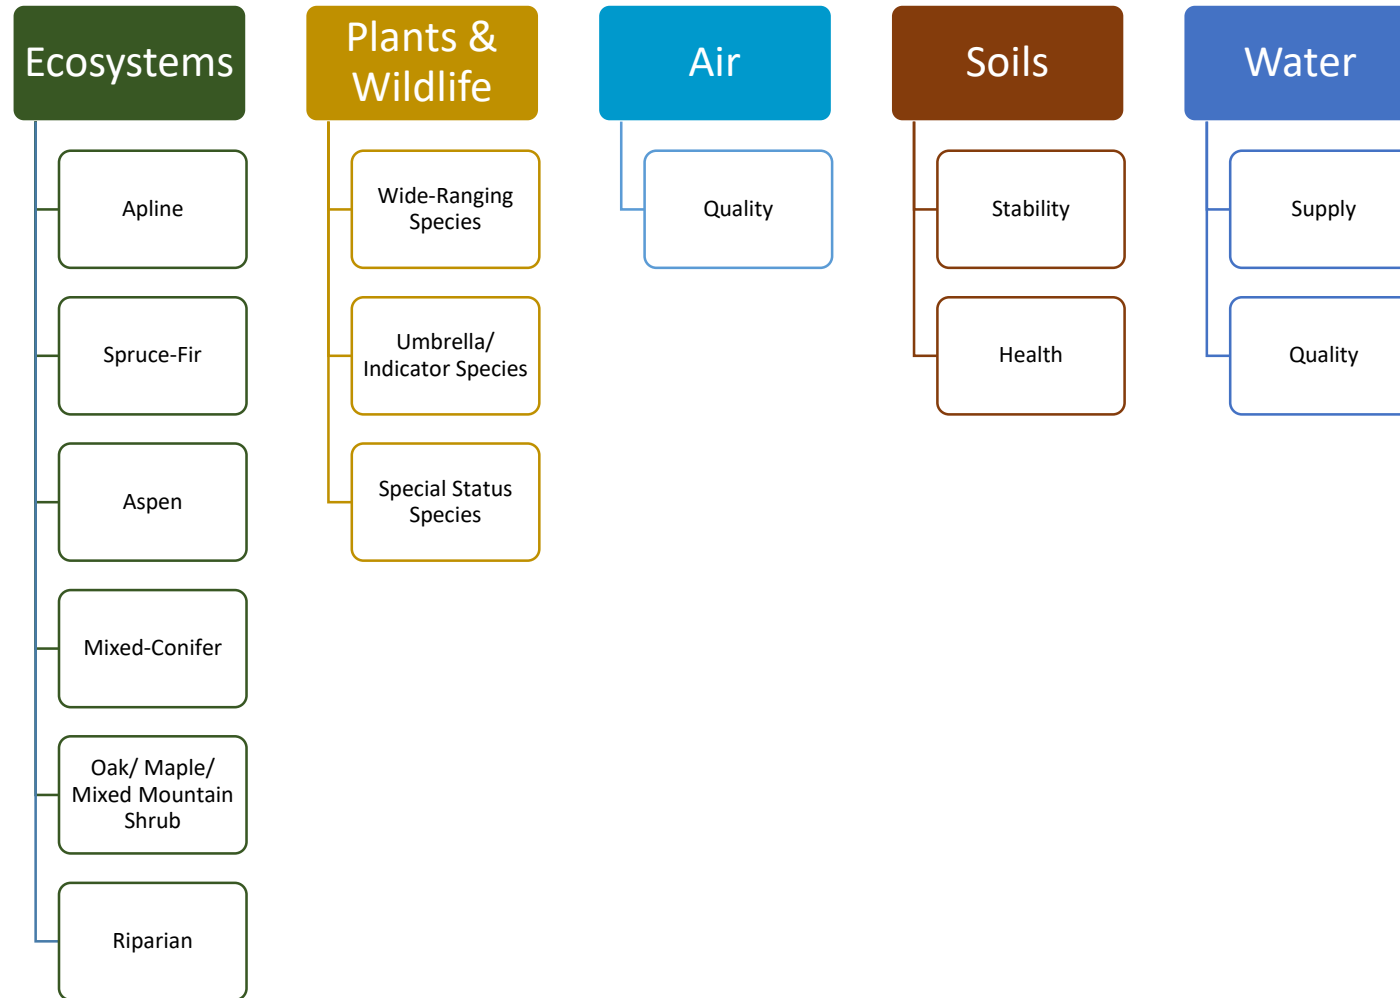 Ecosystems
Apline
Spruce-Fir
Aspen
Mixed-Conifer
Oak/ Maple/
Mixed Mountain
Shrub
Riparian
Plants &
Wildlife
Wide-Ranging
Species
Umbrella/
Indicator Species
Special Status
Species
Air
Quality
Soils
Stability
Health
Water
Supply
Quality